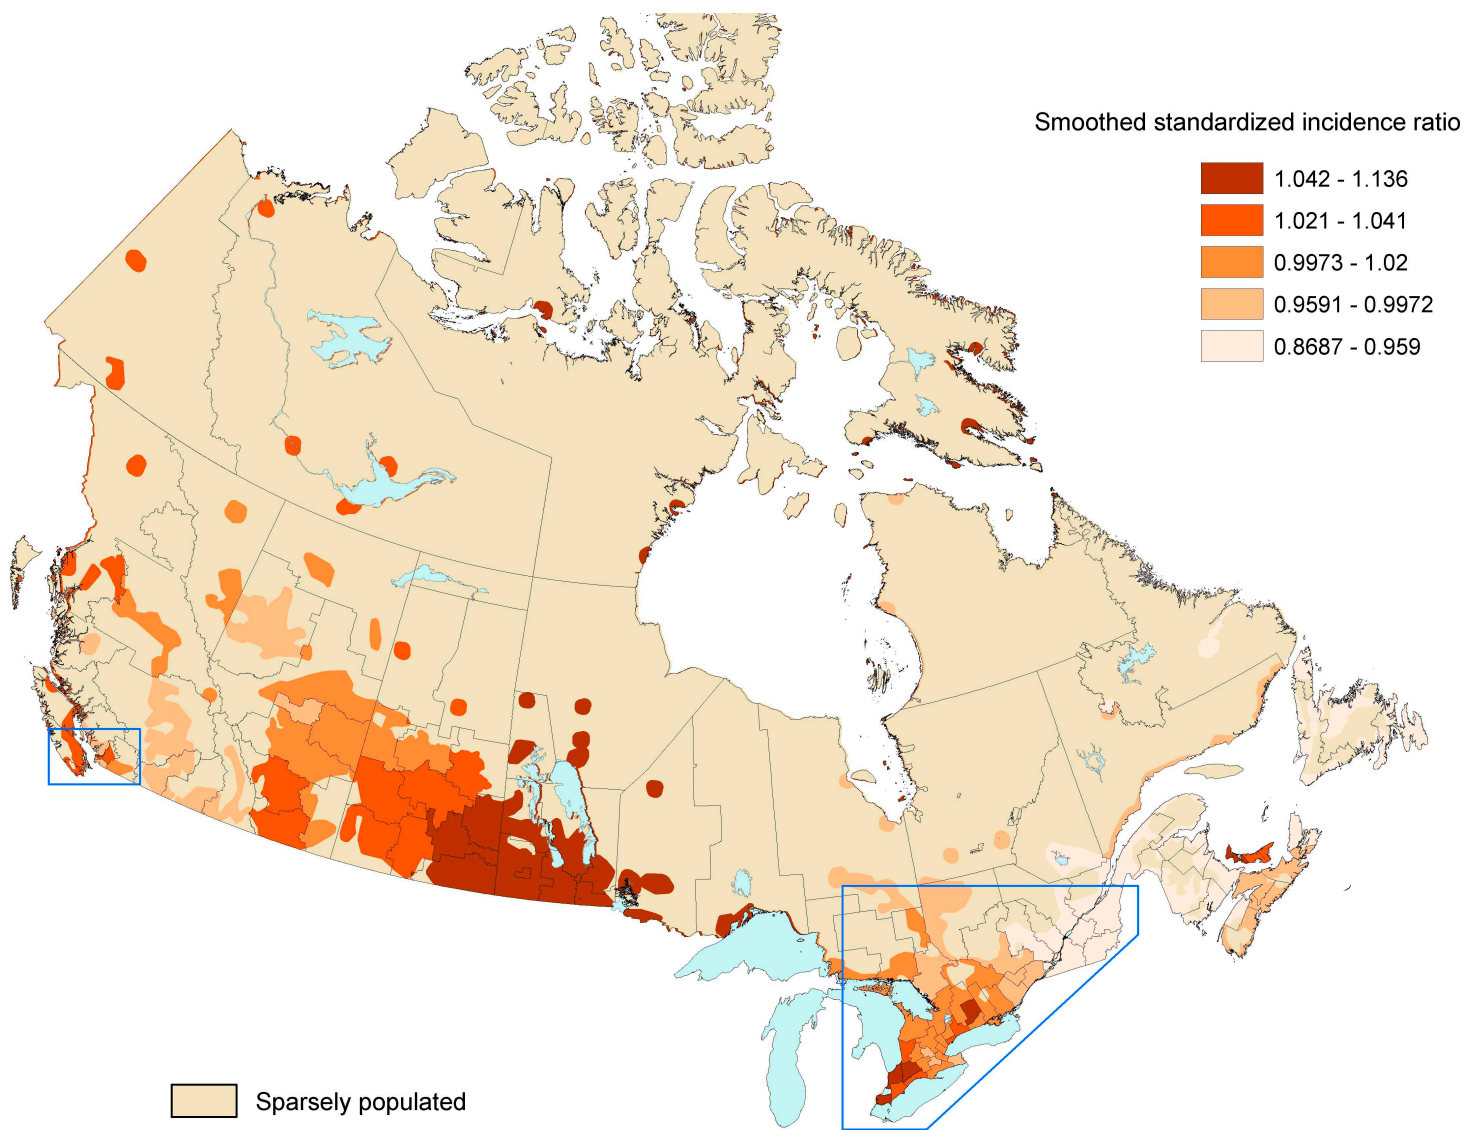 Smoothed standardized incidence ratio
1.042 - 1.136
1.021 - 1.041
0.9973 - 1.02
0.9591 - 0.9972
0.8687 - 0.959
Sparsely populated